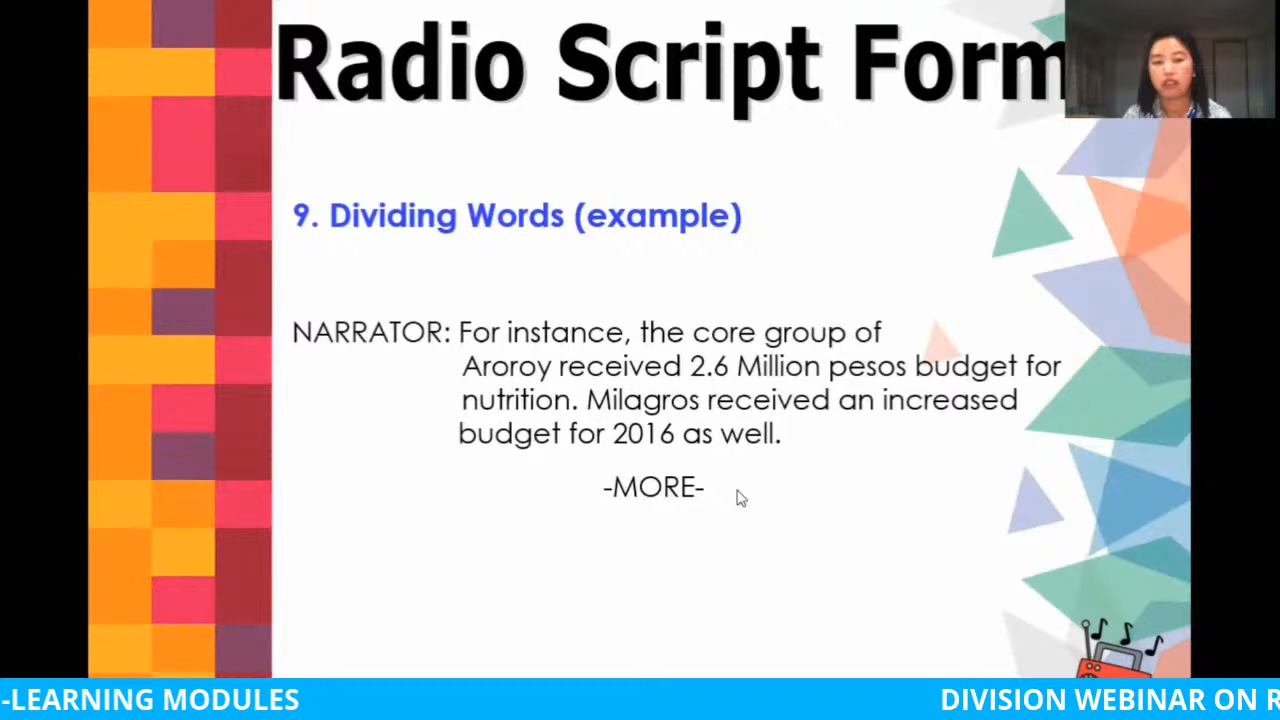 Radio Script Form
9. Dividing Words (example)
NARRATOR: For instance, the core group of
Aroroy received 2.6 Million pesos budget for
nutrition. Milagros received an increased
budget for 2016 as well.
-MORE-
-LEARNING MODULES DIVISION WEBINAR ON R